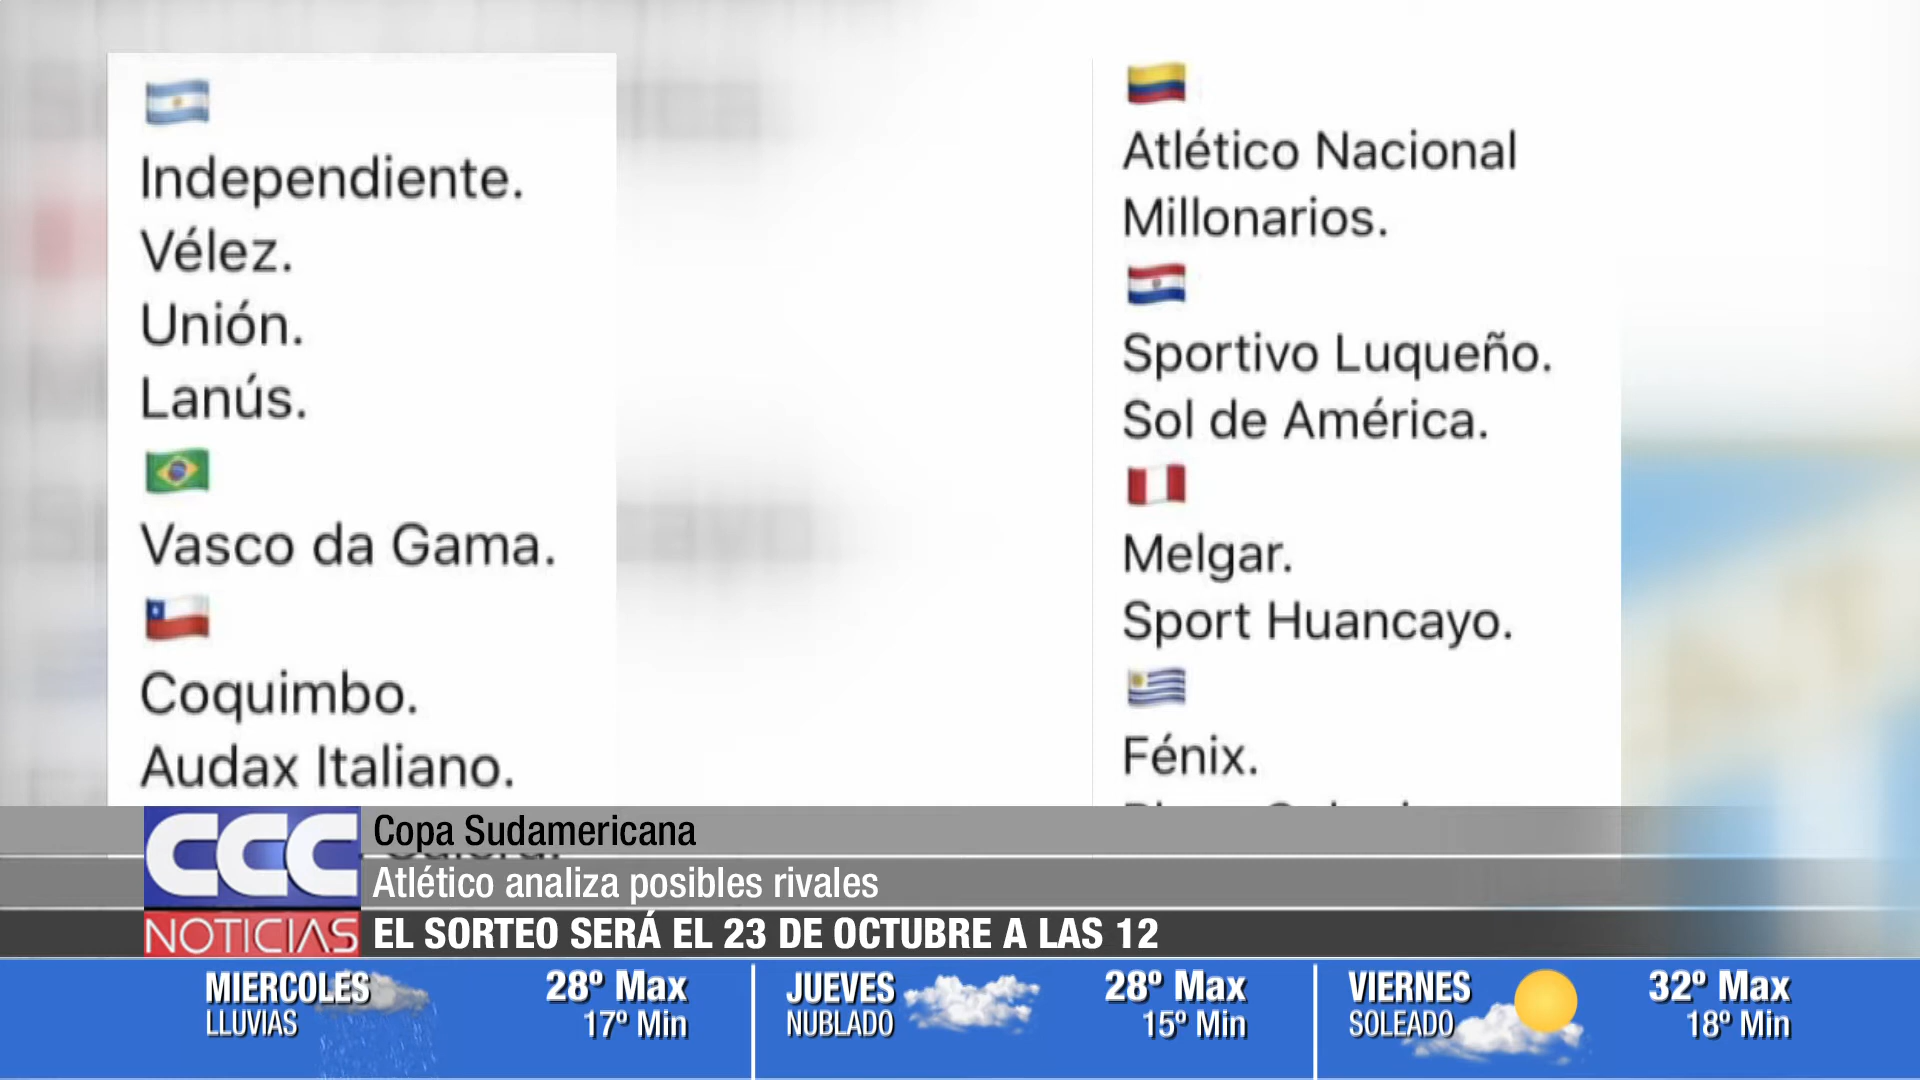 Independiente.
Vélez.
Unión.
Lanús.
Vasco da Gama.
Coquimbo.
Audax Italiano.
Atlético Nacional
Millonarios.
Sportivo Luqueño.
Sol de América.
Melgar.
Sport Huancayo.
Fénix.
CCC
NOTICIAS
Copa Sudamericana
Atlético analiza posibles rivales
EL SORTEO SERÁ EL 23 DE OCTUBRE A LAS 12
MIERCOLES
LLUVIAS
28º Max
17º Min
JUEVES
NUBLADO
28º Max
15º Min
VIERNES
SOLEADO
32º Max
18º Min